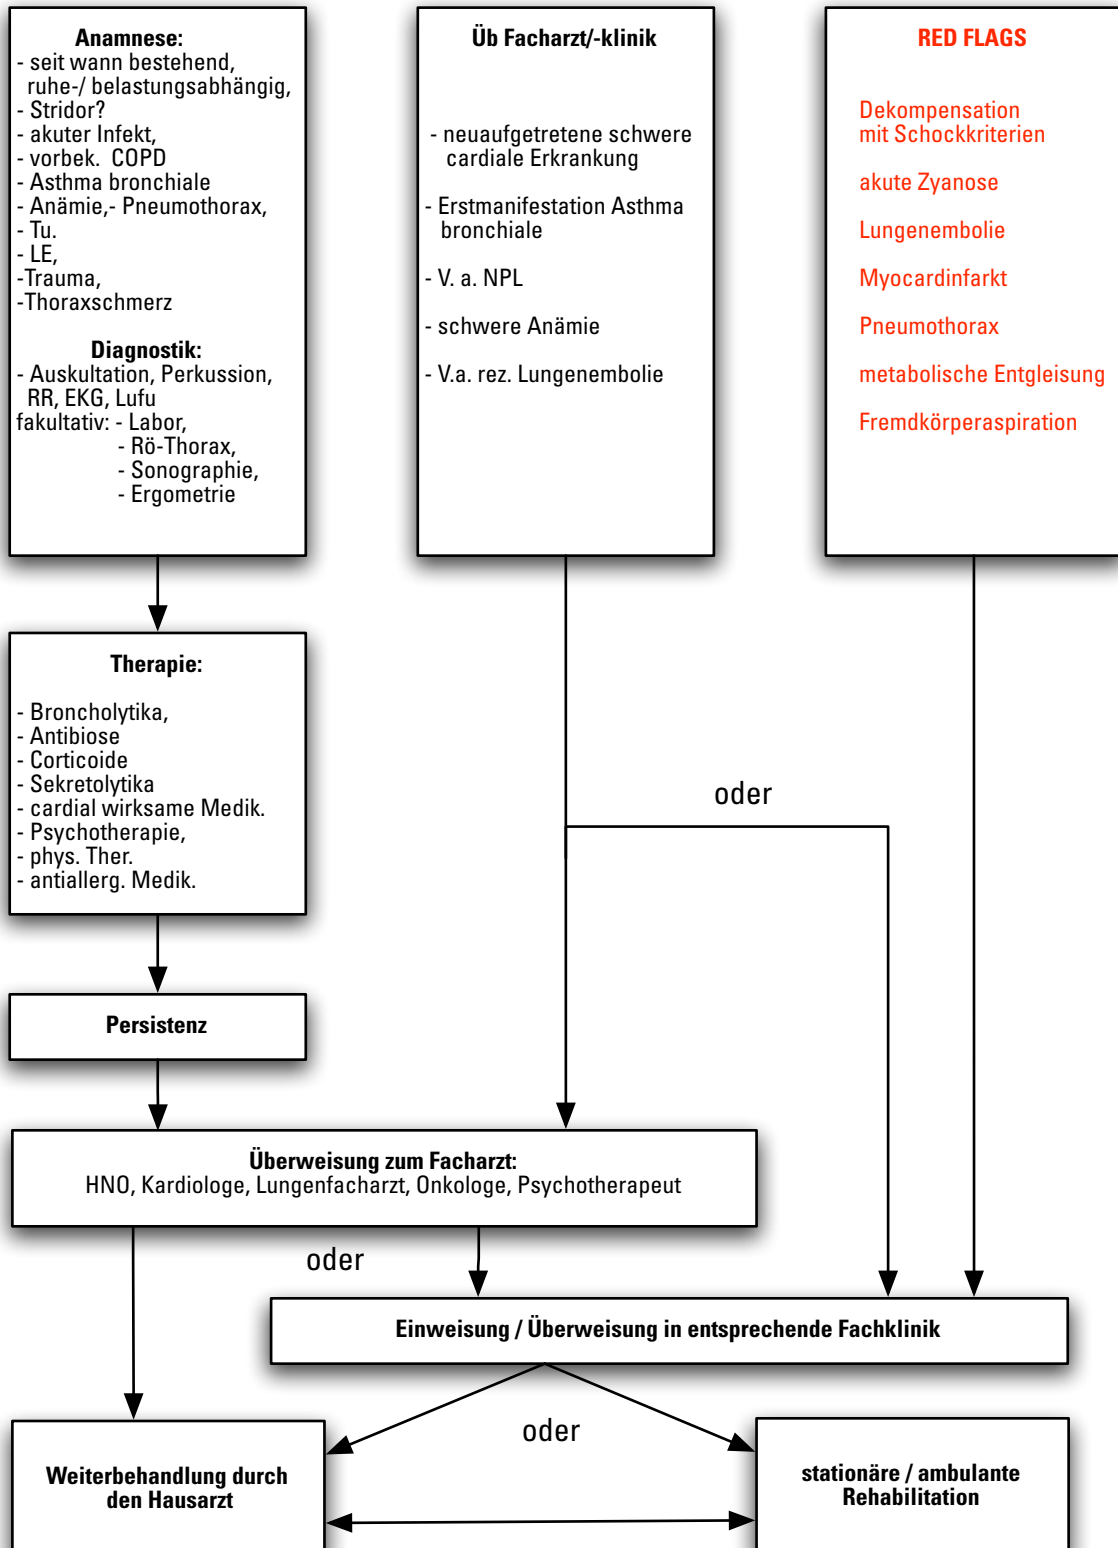 Anamnese:
- seit wann bestehend,
ruhe-/ belastungsabhängig,
- Stridor?
- akuter Infekt,
- vorbek. COPD
- Asthma bronchiale
- Anämie,- Pneumothorax,
- Tu.
- LE,
-Trauma,
-Thoraxschmerz
Diagnostik:
- Auskultation, Perkussion,
RR, EKG, Lufu
fakultativ: - Labor,
- Rö-Thorax,
- Sonographie,
- Ergometrie
Üb Facharzt/-klinik
- neuaufgetretene schwere
cardiale Erkrankung
- Erstmanifestation Asthma
bronchiale
- V. a. NPL
- schwere Anämie
- V.a. rez. Lungenembolie
RED FLAGS
Dekompensation
mit Schockkriterien
akute Zyanose
Lungenembolie
Myocardinfarkt
Pneumothorax
metabolische Entgleisung
Fremdkörperaspiration
Therapie:
- Broncholytika,
- Antibiose
- Corticoide
- Sekretolytika
- cardial wirksame Medik.
- Psychotherapie,
- phys. Ther.
- antiallerg. Medik.
oder
Persistenz
Überweisung zum Facharzt:
HNO, Kardiologe, Lungenfacharzt, Onkologe, Psychotherapeut
oder
Einweisung / Überweisung in entsprechende Fachklinik
oder
Weiterbehandlung durch
den Hausarzt
stationäre / ambulante
Rehabilitation